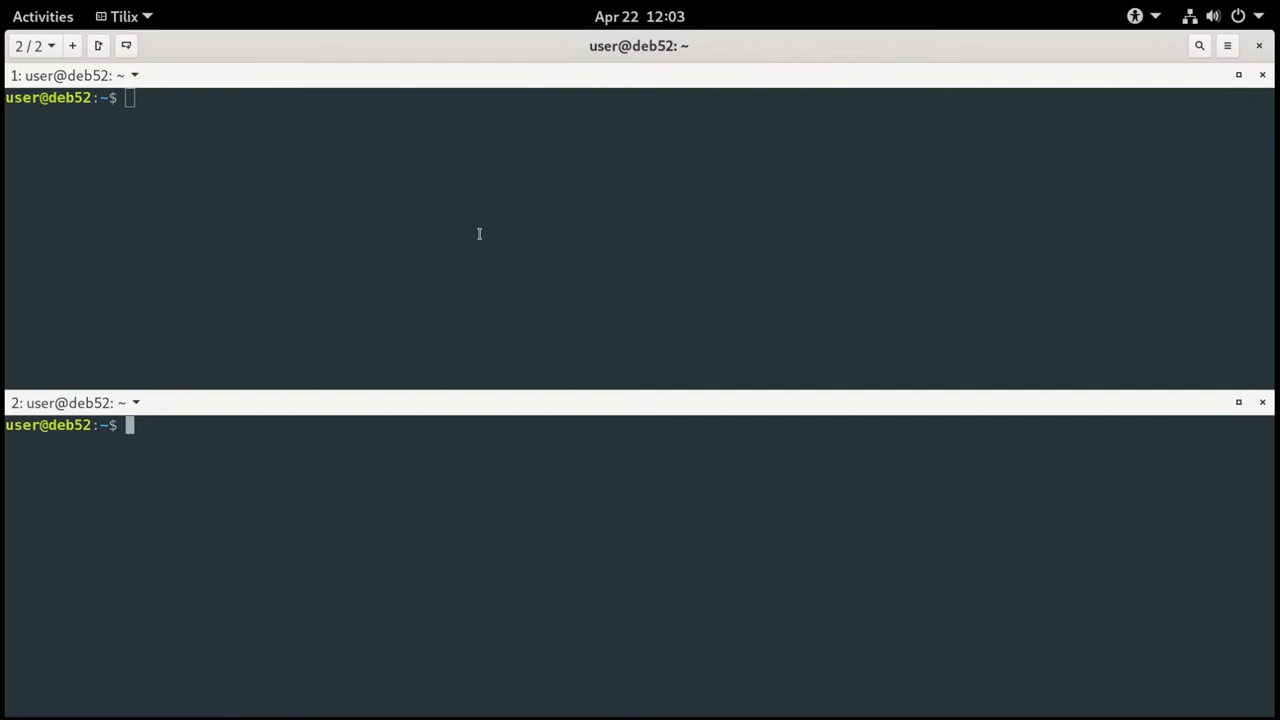 Activities Tilix Apr 22 12:03
2 / 2 + user@deb52: ~
1: user@deb52: ~
user@deb52:~$
2: user@deb52: ~
user@deb52:~$